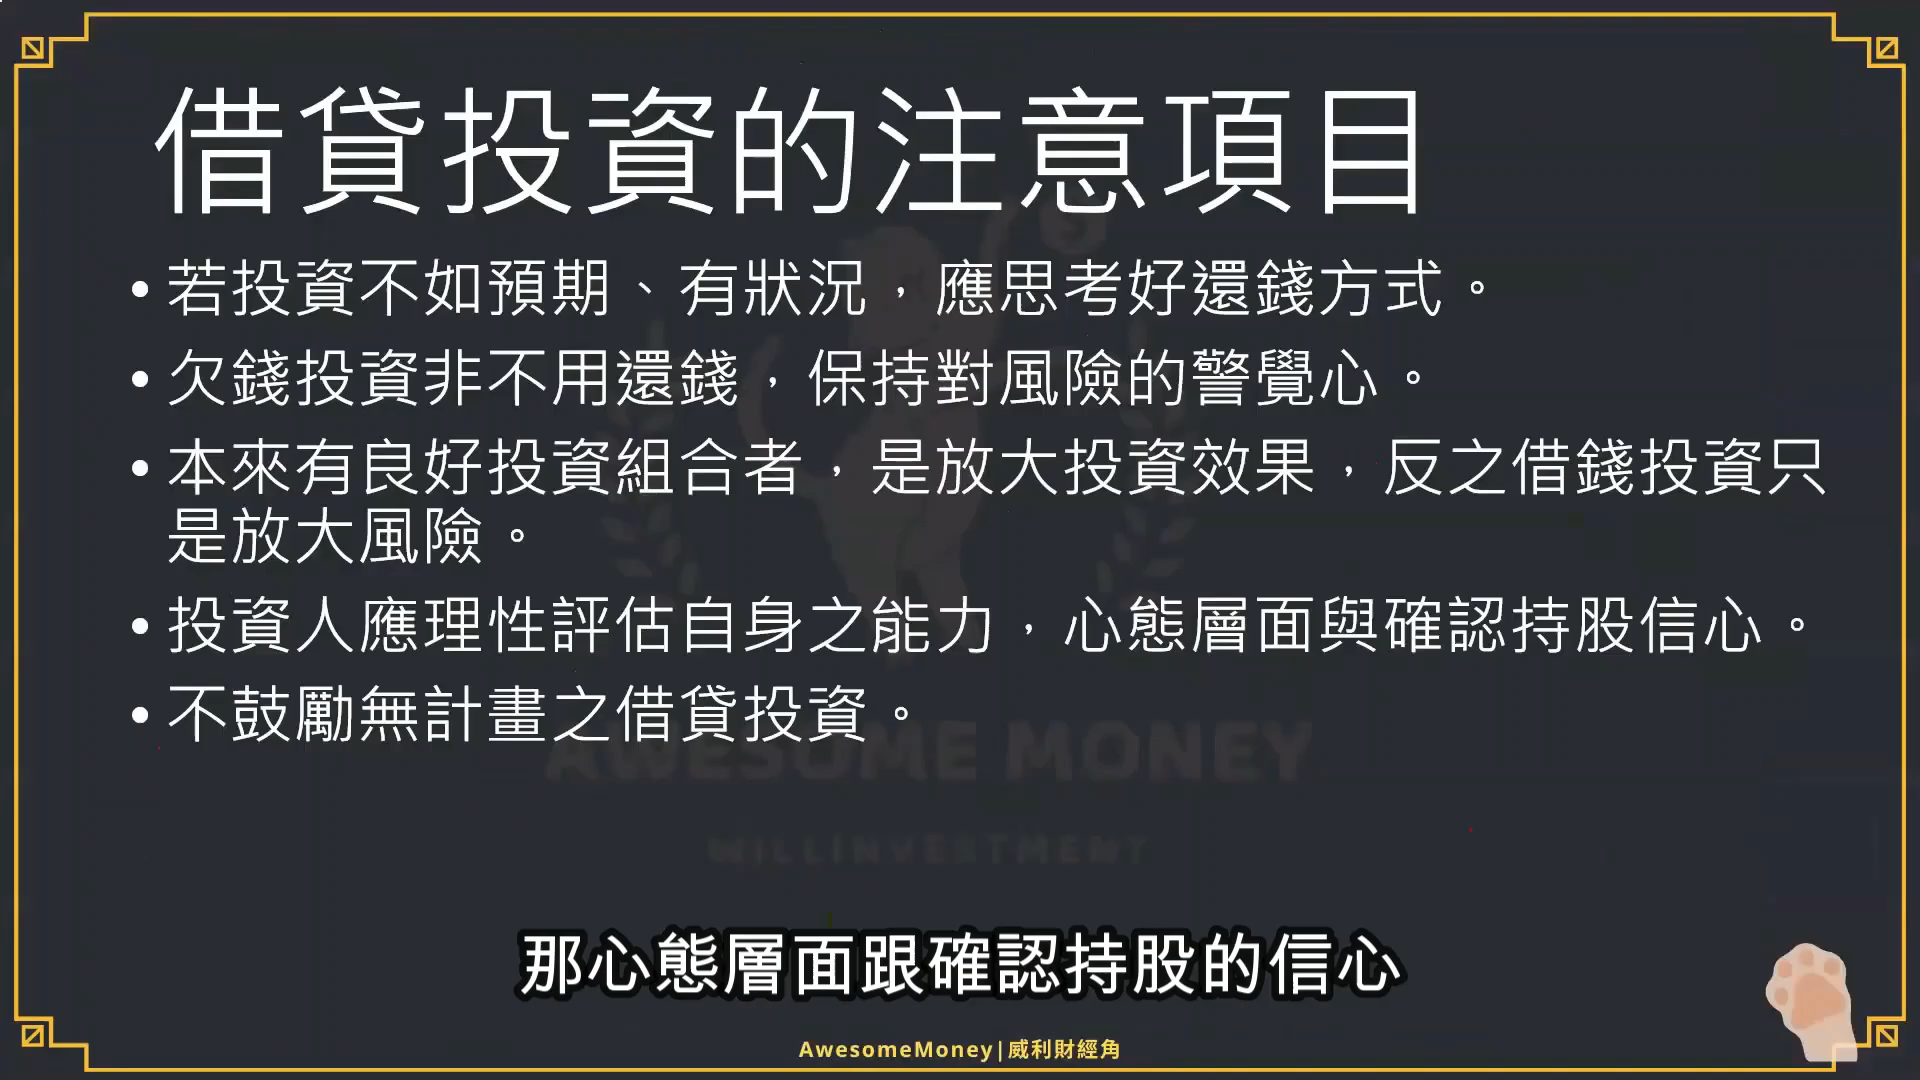 借貸投資的注意項目
• 若投資不如預期、有狀況，應思考好還錢方式。
• 欠錢投資非不用還錢，保持對風險的警覺心。
• 本來有良好投資組合者，是放大投資效果，反之借錢投資只
是放大風險。
• 投資人應理性評估自身之能力，心態層面與確認持股信心。
• 不鼓勵無計畫之借貸投資。
AWESOME MONEY
WILLINVESTMENT
那心態層面跟確認持股的信心
AwesomeMoney|威利財經角